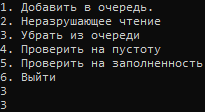 1. Добавить в очередь.
2. Неразрушающее чтение
3. Убрать из очереди
4. Проверить на пустоту
5. Проверить на заполненность
6. Выйти
3
3